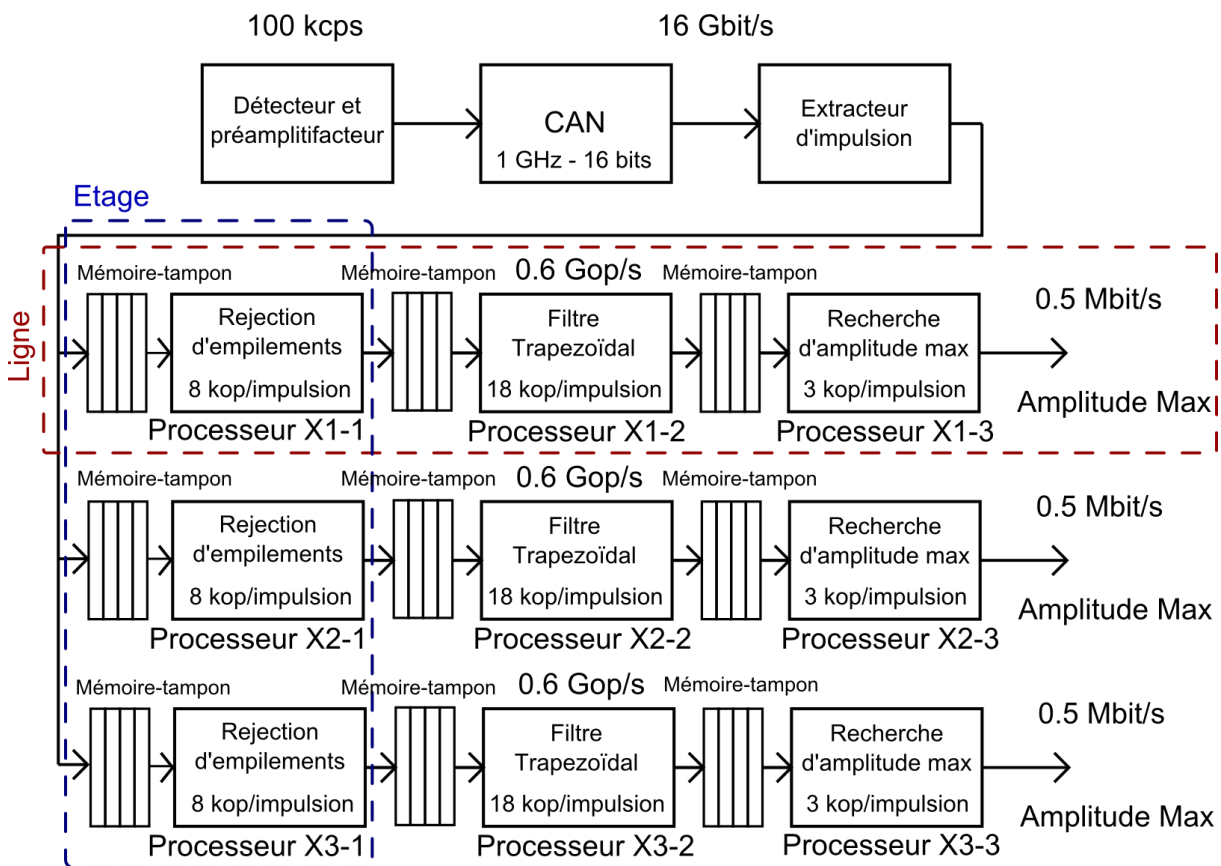 100 kcps
16 Gbit/s
Détecteur et
préamplitifacteur
CAN
1 GHz - 16 bits
Extracteur
d'impulsion
Etage
Ligne
Mémoire-tampon
Mémoire-tampon
0.6 Gop/s
Mémoire-tampon
Rejection
d'empilements
8 kop/impulsion
Filtre
Trapezoïdal
18 kop/impulsion
Recherche
d'amplitude max
3 kop/impulsion
0.5 Mbit/s
Amplitude Max
Processeur X1-1
Processeur X1-2
Processeur X1-3
Mémoire-tampon
Mémoire-tampon
0.6 Gop/s
Mémoire-tampon
Rejection
d'empilements
8 kop/impulsion
Filtre
Trapezoïdal
18 kop/impulsion
Recherche
d'amplitude max
3 kop/impulsion
0.5 Mbit/s
Amplitude Max
Processeur X2-1
Processeur X2-2
Processeur X2-3
Mémoire-tampon
Mémoire-tampon
0.6 Gop/s
Mémoire-tampon
Rejection
d'empilements
8 kop/impulsion
Filtre
Trapezoïdal
18 kop/impulsion
Recherche
d'amplitude max
3 kop/impulsion
0.5 Mbit/s
Amplitude Max
Processeur X3-1
Processeur X3-2
Processeur X3-3